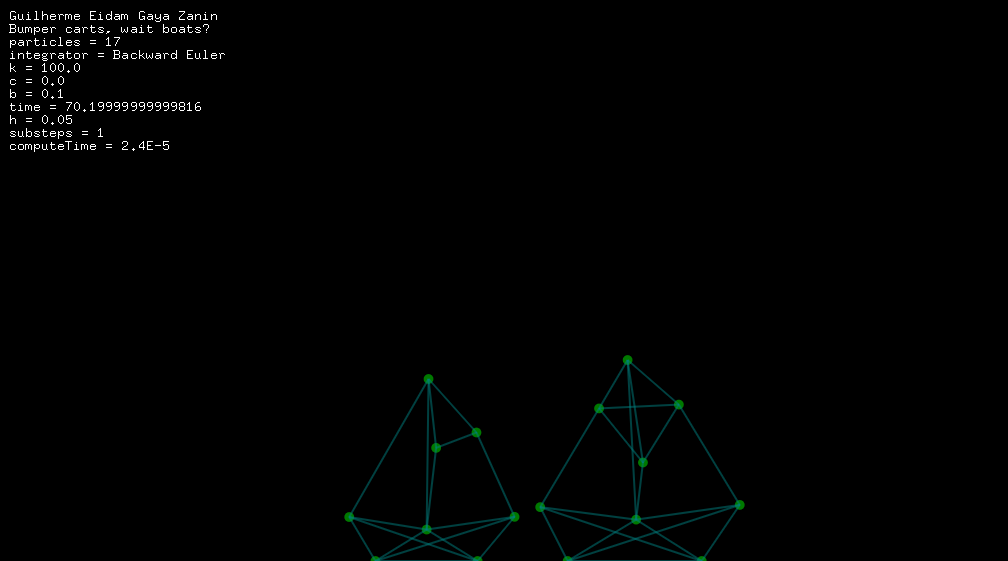 Guilherme Eidam Gaya Zanin
Bumper carts, wait boats?
particles = 17
integrator = Backward Euler
k = 100.0
c = 0.0
b = 0.1
time = 70.19999999999816
h = 0.05
substeps = 1
computeTime = 2.4E-5